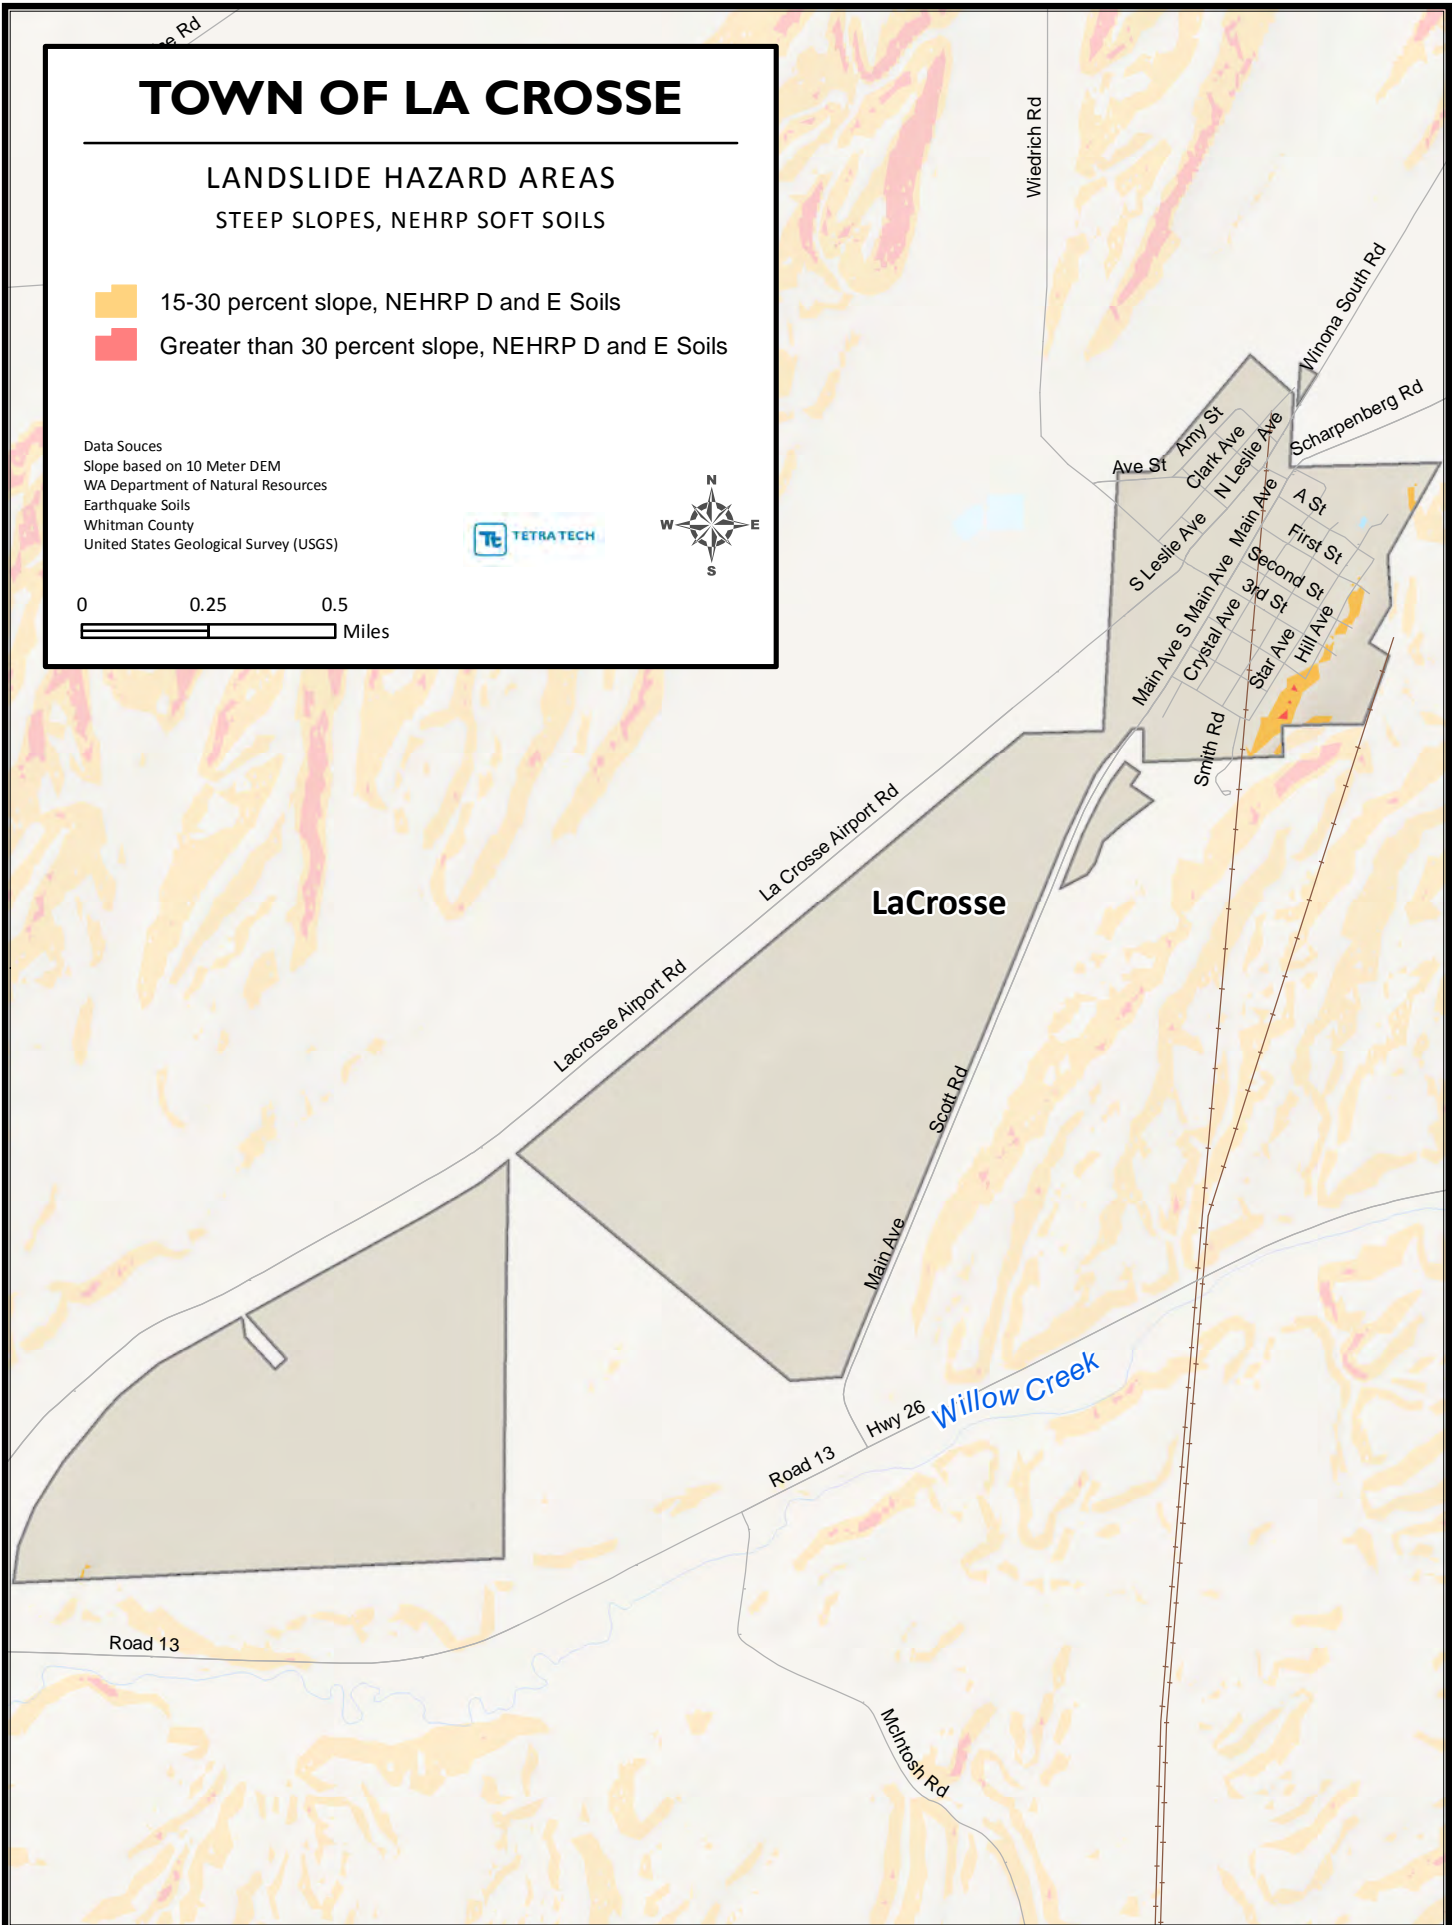 TOWN OF LA CROSSE
LANDSLIDE HAZARD AREAS
STEEP SLOPES, NEHRP SOFT SOILS
15-30 percent slope, NEHRP D and E Soils
Greater than 30 percent slope, NEHRP D and E Soils
Data Souces
Slope based on 10 Meter DEM
WA Department of Natural Resources
Earthquake Soils
Whitman County
United States Geological Survey (USGS)
Tt TETRA TECH
N
W E
S
0 0.25 0.5
Miles
Rd
Wiedrich Rd
Winona South Rd
Scharpenberg Rd
Amy St
Clark Ave
N Leslie Ave
Ave St
Main Ave
A St
S Leslie Ave
First St
Second St
3rd St
S Main Ave
Main Ave
Crystal Ave
Star Ave
Hill Ave
Smith Rd
La Crosse Airport Rd
LaCrosse
Lacrosse Airport Rd
Scott Rd
Main Ave
Willow Creek
Hwy 26
Road 13
Road 13
McIntosh Rd